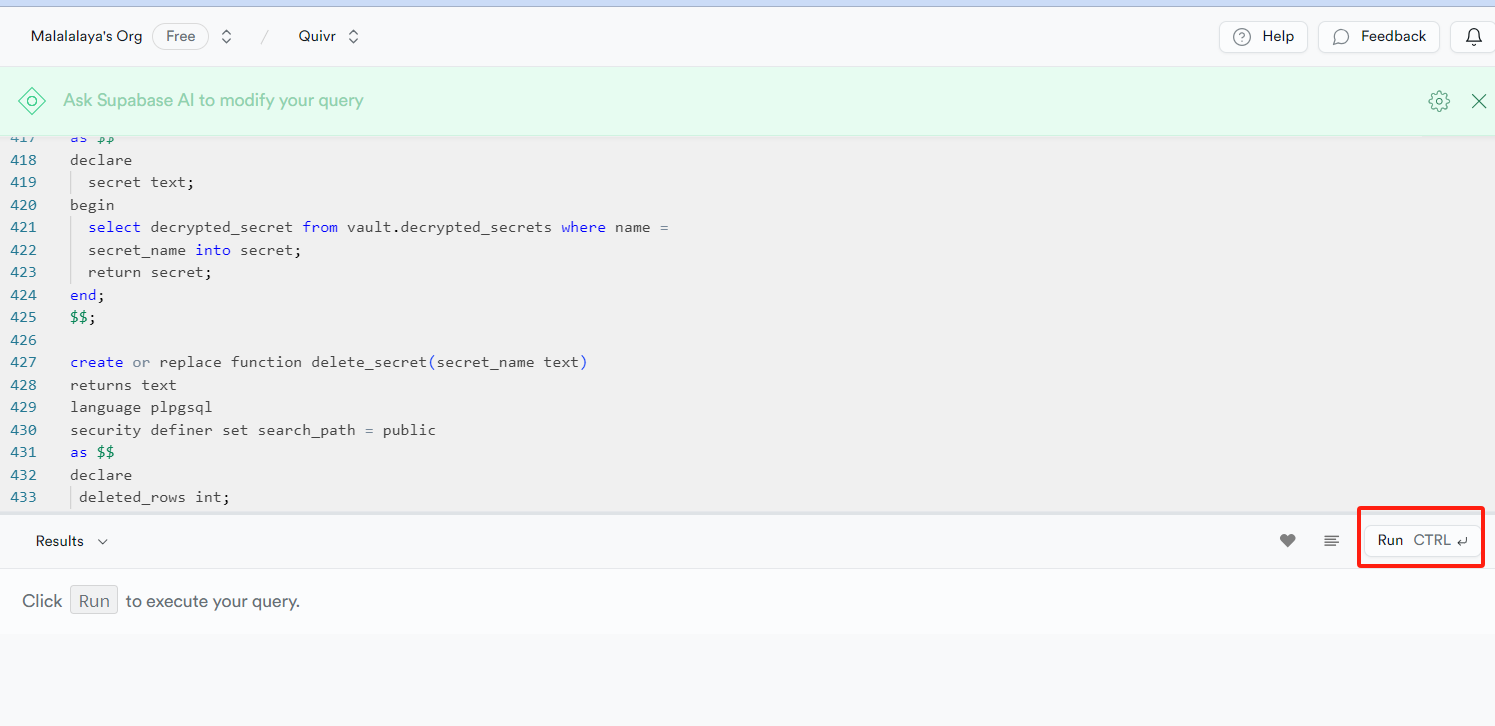 Malalalaya's Org Free / Quivr Help Feedback
Ask Supabase AI to modify your query
417 as $$
418 declare
419 secret text;
420 begin
421 select decrypted_secret from vault.decrypted_secrets where name =
422 secret_name into secret;
423 return secret;
424 end;
425 $$;
426
427 create or replace function delete_secret(secret_name text)
428 returns text
429 language plpgsql
430 security definer set search_path = public
431 as $$
432 declare
433 deleted_rows int;
Results Run CTRL ↵
Click Run to execute your query.